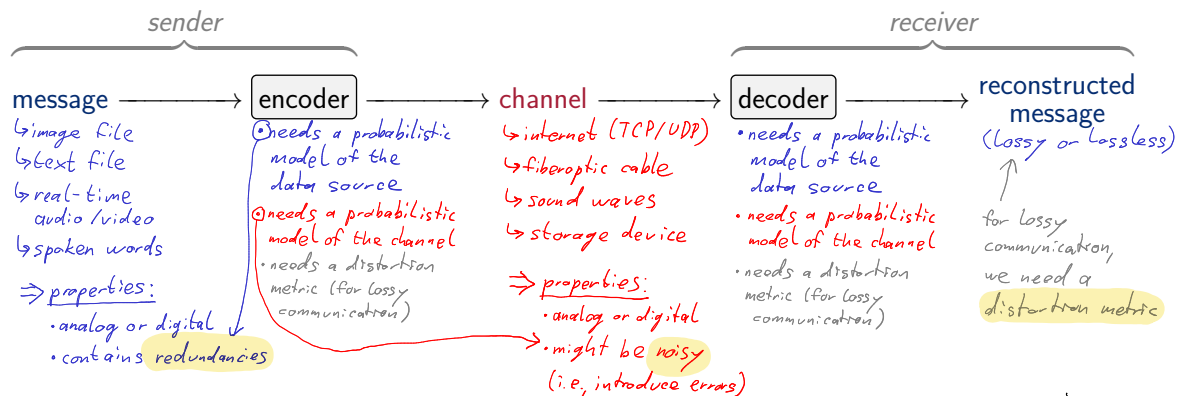 sender
receiver
message
encoder
channel
decoder
reconstructed
message
↳image file
↳text file
↳real-time
audio/video
↳spoken words
⇒ properties:
•analog or digital
•contains redundancies
•needs a probabilistic
model of the
data source
•needs a probabilistic
model of the channel
•needs a distortion
metric (for lossy
communication)
↳internet (TCP/UDP)
↳fiberoptic cable
↳sound waves
↳storage device
⇒ properties:
•analog or digital
•might be noisy
(i.e., introduce errors)
•needs a probabilistic
model of the
data source
•needs a probabilistic
model of the channel
•needs a distortion
metric (for lossy
communication)
(lossy or lossless)
for lossy
communication,
we need a
distortion metric